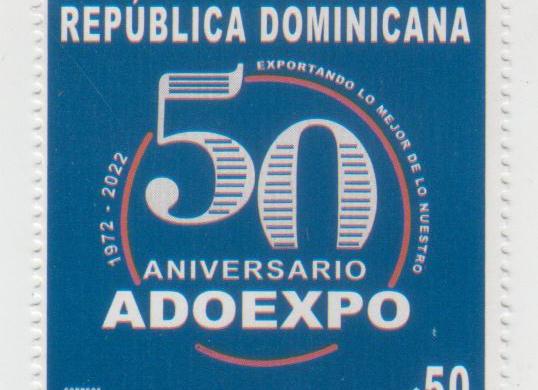 REPÚBLICA DOMINICANA
EXPORTANDO LO MEJOR DE LO NUESTRO
50
1972 - 2022
ANIVERSARIO
ADOEXPO
50